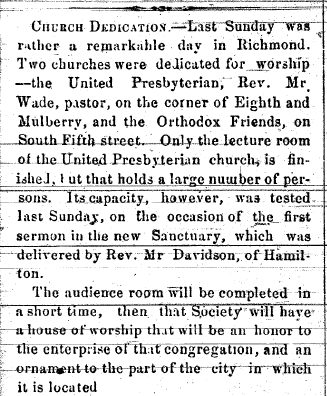 CHURCH DEDICATION.—Last Sunday was
rather a remarkable day in Richmond.
Two churches were dedicated for worship
—the United Presbyterian, Rev. Mr
Wade, pastor, on the corner of Eighth and
Mulberry, and the Orthodox Friends, on
South Fifth street. Only the lecture room
of the United Presbyterian church, is fin-
ished, but that holds a large number of per-
sons. Its capacity, however, was tested
last Sunday, on the occasion of the first
sermon in the new Sanctuary, which was
delivered by Rev. Mr Davidson, of Hamil-
ton.
The audience room will be completed in
a short time, then that Society will have
a house of worship that will be an honor to
the enterprise of that congregation, and an
ornament to the part of the city in which
it is located